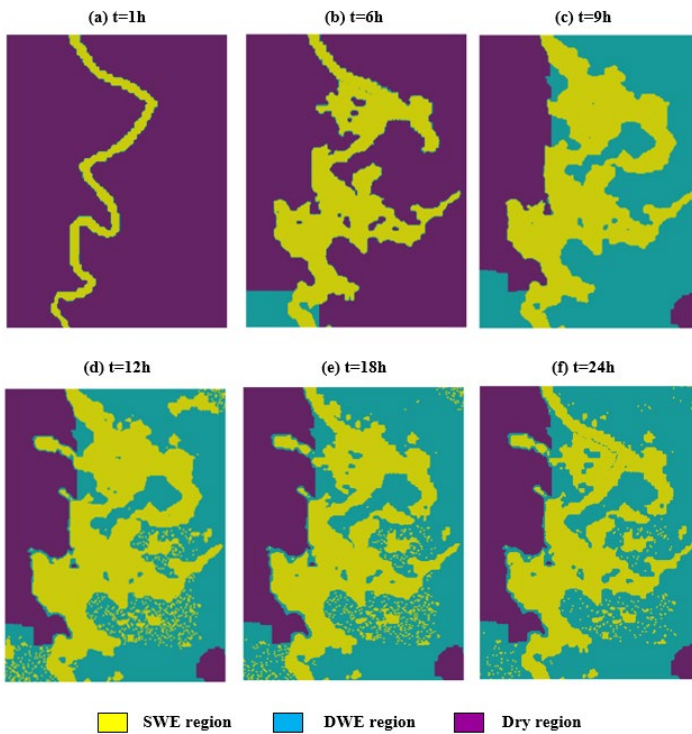 (a) t=1h
(b) t=6h
(c) t=9h
(d) t=12h
(e) t=18h
(f) t=24h
SWE region
DWE region
Dry region